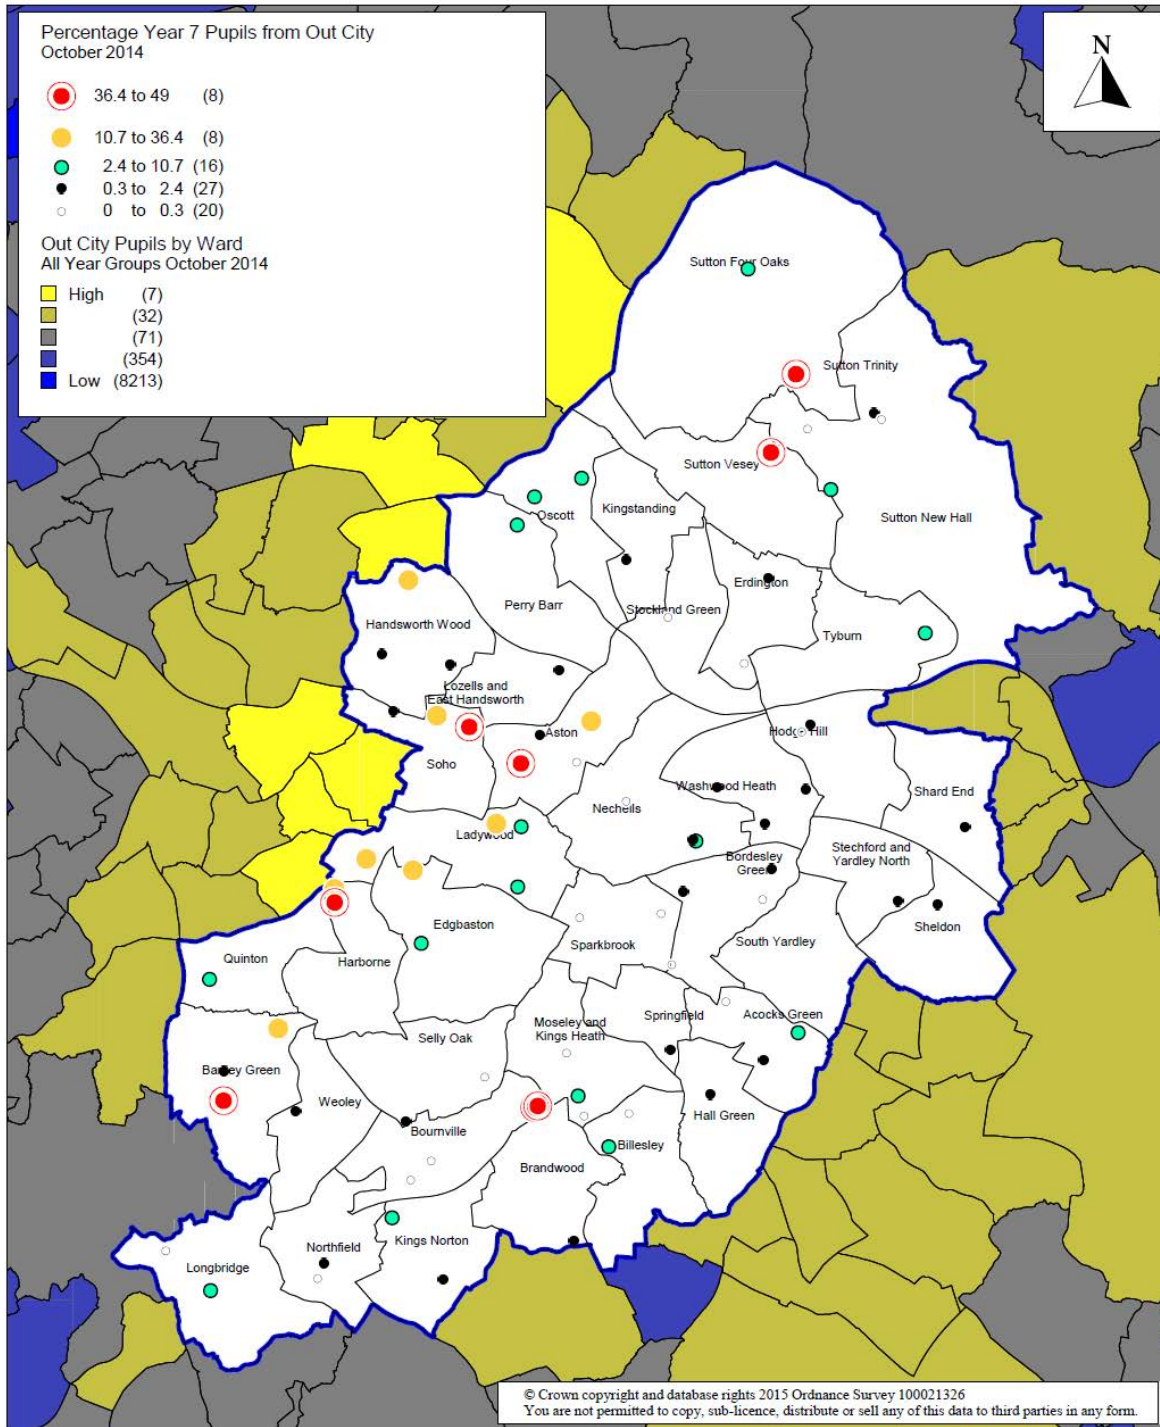 Percentage Year 7 Pupils from Out City
October 2014
36.4 to 49 (8)
10.7 to 36.4 (8)
2.4 to 10.7 (16)
0.3 to 2.4 (27)
0 to 0.3 (20)
Out City Pupils by Ward
All Year Groups October 2014
High (7)
(32)
(71)
(354)
Low (8213)
N
Sutton Four Oaks
Sutton Trinity
Sutton Vesey
Sutton New Hall
Oscott
Kingstanding
Erdington
Perry Barr
Stockland Green
Handsworth Wood
Tyburn
Lozells and
East Handsworth
Aston
Hodge Hill
Soho
Washwood Heath
Shard End
Nechells
Ladywood
Stechford and
Yardley North
Bordesley
Green
Edgbaston
Sheldon
Sparkbrook
South Yardley
Quinton
Harborne
Springfield
Acocks Green
Moseley and
Kings Heath
Selly Oak
Bartley Green
Weoley
Hall Green
Bournville
Billesley
Brandwood
Northfield
Kings Norton
Longbridge
© Crown copyright and database rights 2015 Ordnance Survey 100021326
You are not permitted to copy, sub-licence, distribute or sell any of this data to third parties in any form.